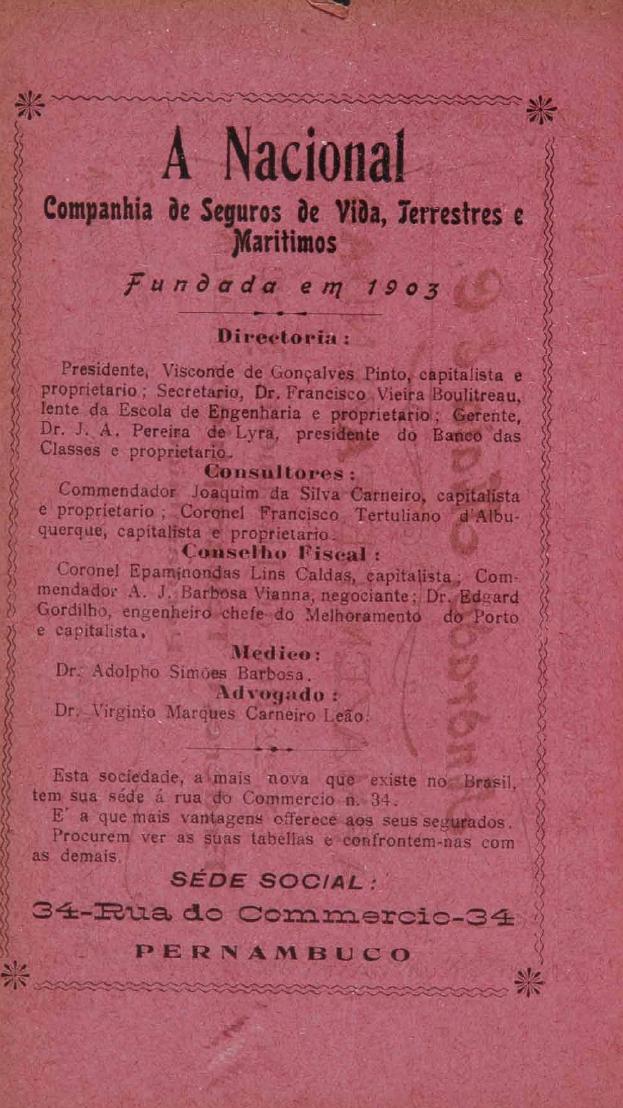 A Nacional
Companhia de Seguros de Vida, Terrestres e
Maritimos
Fundada em 1903
Directoria:
Presidente, Visconde de Gonçalves Pinto, capitalista e
proprietario; Secretario, Dr. Francisco Vieira Boulitreau,
lente da Escola de Engenharia e proprietario; Gerente,
Dr. J. A. Pereira de Lyra, presidente do Banco das
Classes e proprietario.
Consultores:
Commendador Joaquim da Silva Carneiro, capitalista
e proprietario; Coronel Francisco Tertuliano d'Albu-
querque, capitalista e proprietario.
Conselho Fiscal:
Coronel Epaminondas Lins Caldas, capitalista; Com-
mendador A. J. Barbosa Vianna, negociante; Dr. Edgard
Gordilho, engenheiro chefe do Melhoramento do Porto
e capitalista.
Medico:
Dr. Adolpho Simões Barbosa.
Advogado:
Dr. Virginio Marques Carneiro Leão.
Esta sociedade, a mais nova que existe no Brasil,
tem sua séde á rua do Commercio n. 34.
E' a que mais vantagens offerece aos seus segurados.
Procurem ver as suas tabellas e confrontem-nas com
as demais.
SÉDE SOCIAL:
34-Rua do Commercio-34
PERNAMBUCO